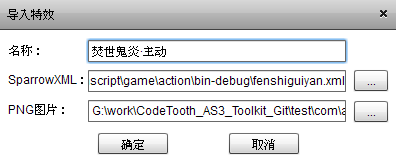 导入特效
名称：
焚世鬼炎·主动
SparrowXML：
script\game\action\bin-debug\fenshiguiyan.xml
...
PNG图片：
G:\work\CodeTooth_AS3_Toolkit_Git\test\com\a
...
确定
取消